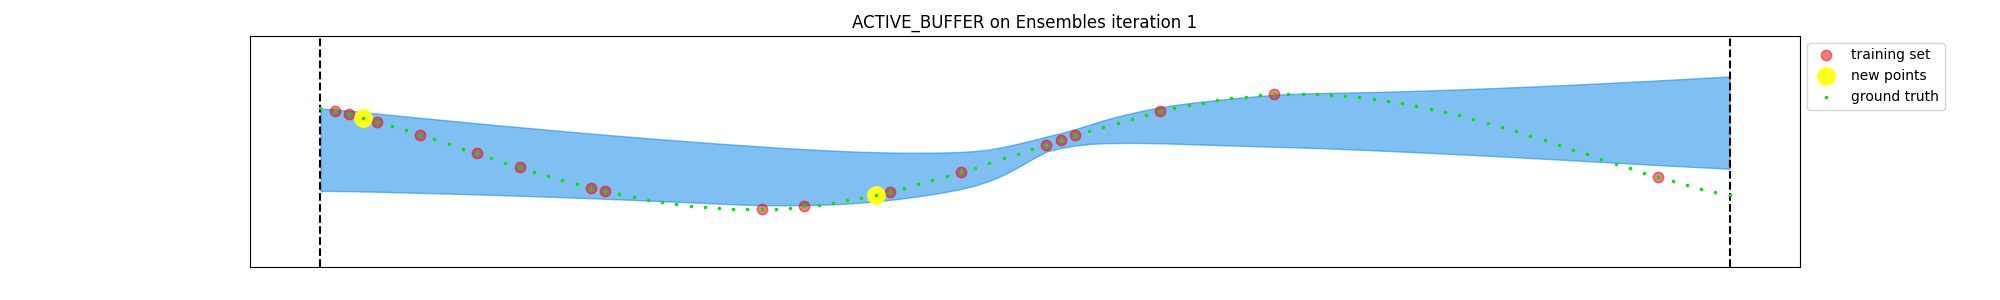 ACTIVE_BUFFER on Ensembles iteration 1
training set
new points
ground truth